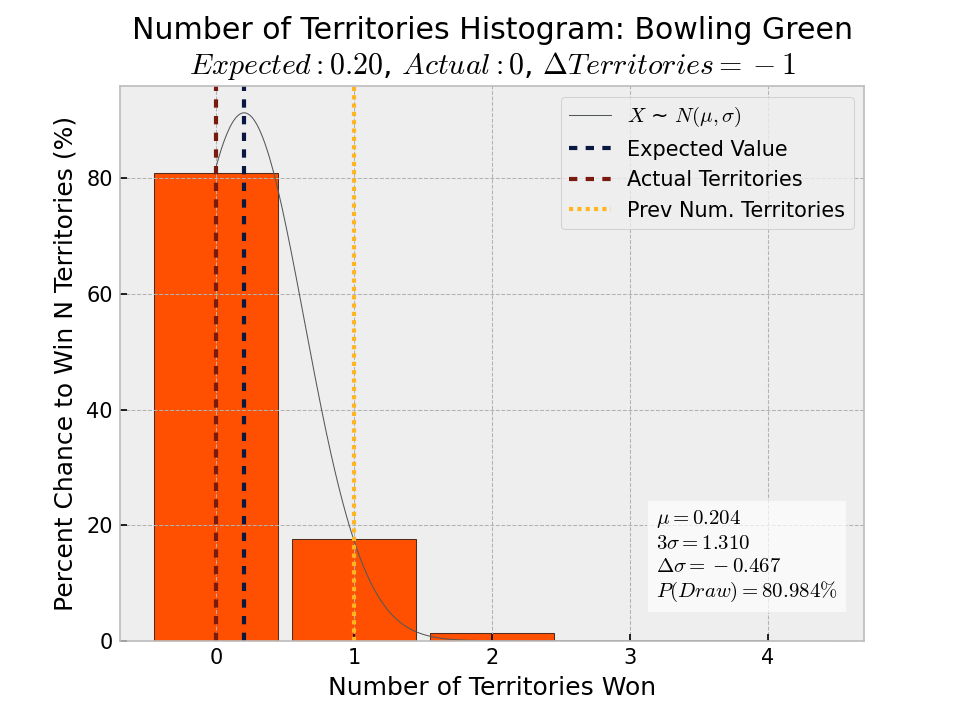 Number of Territories Histogram: Bowling Green
Expected : 0.20, Actual : 0, ΔTerritories = −1
Percent Chance to Win N Territories (%)
80
60
40
20
0
X ~ N(μ, σ)
Expected Value
Actual Territories
Prev Num. Territories
μ = 0.204
3σ = 1.310
Δσ = −0.467
P(Draw) = 80.984%
0 1 2 3 4
Number of Territories Won